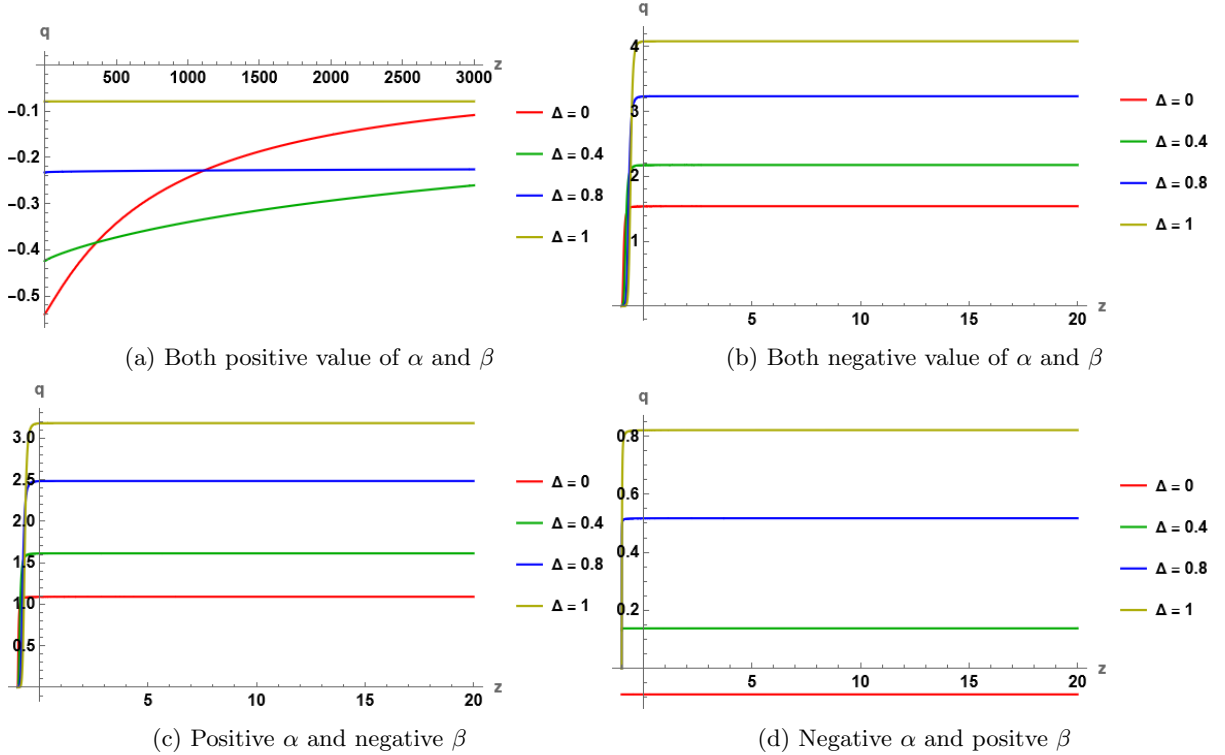 q
z
500 1000 1500 2000 2500 3000
−0.1
−0.2
−0.3
−0.4
−0.5
Δ = 0
Δ = 0.4
Δ = 0.8
Δ = 1
(a) Both positive value of α and β
q
4
3
2
1
5 10 15 20
z
Δ = 0
Δ = 0.4
Δ = 0.8
Δ = 1
(b) Both negative value of α and β
q
3.0
2.5
2.0
1.5
1.0
0.5
5 10 15 20
z
Δ = 0
Δ = 0.4
Δ = 0.8
Δ = 1
(c) Positive α and negative β
q
0.8
0.6
0.4
0.2
5 10 15 20
z
Δ = 0
Δ = 0.4
Δ = 0.8
Δ = 1
(d) Negative α and positve β